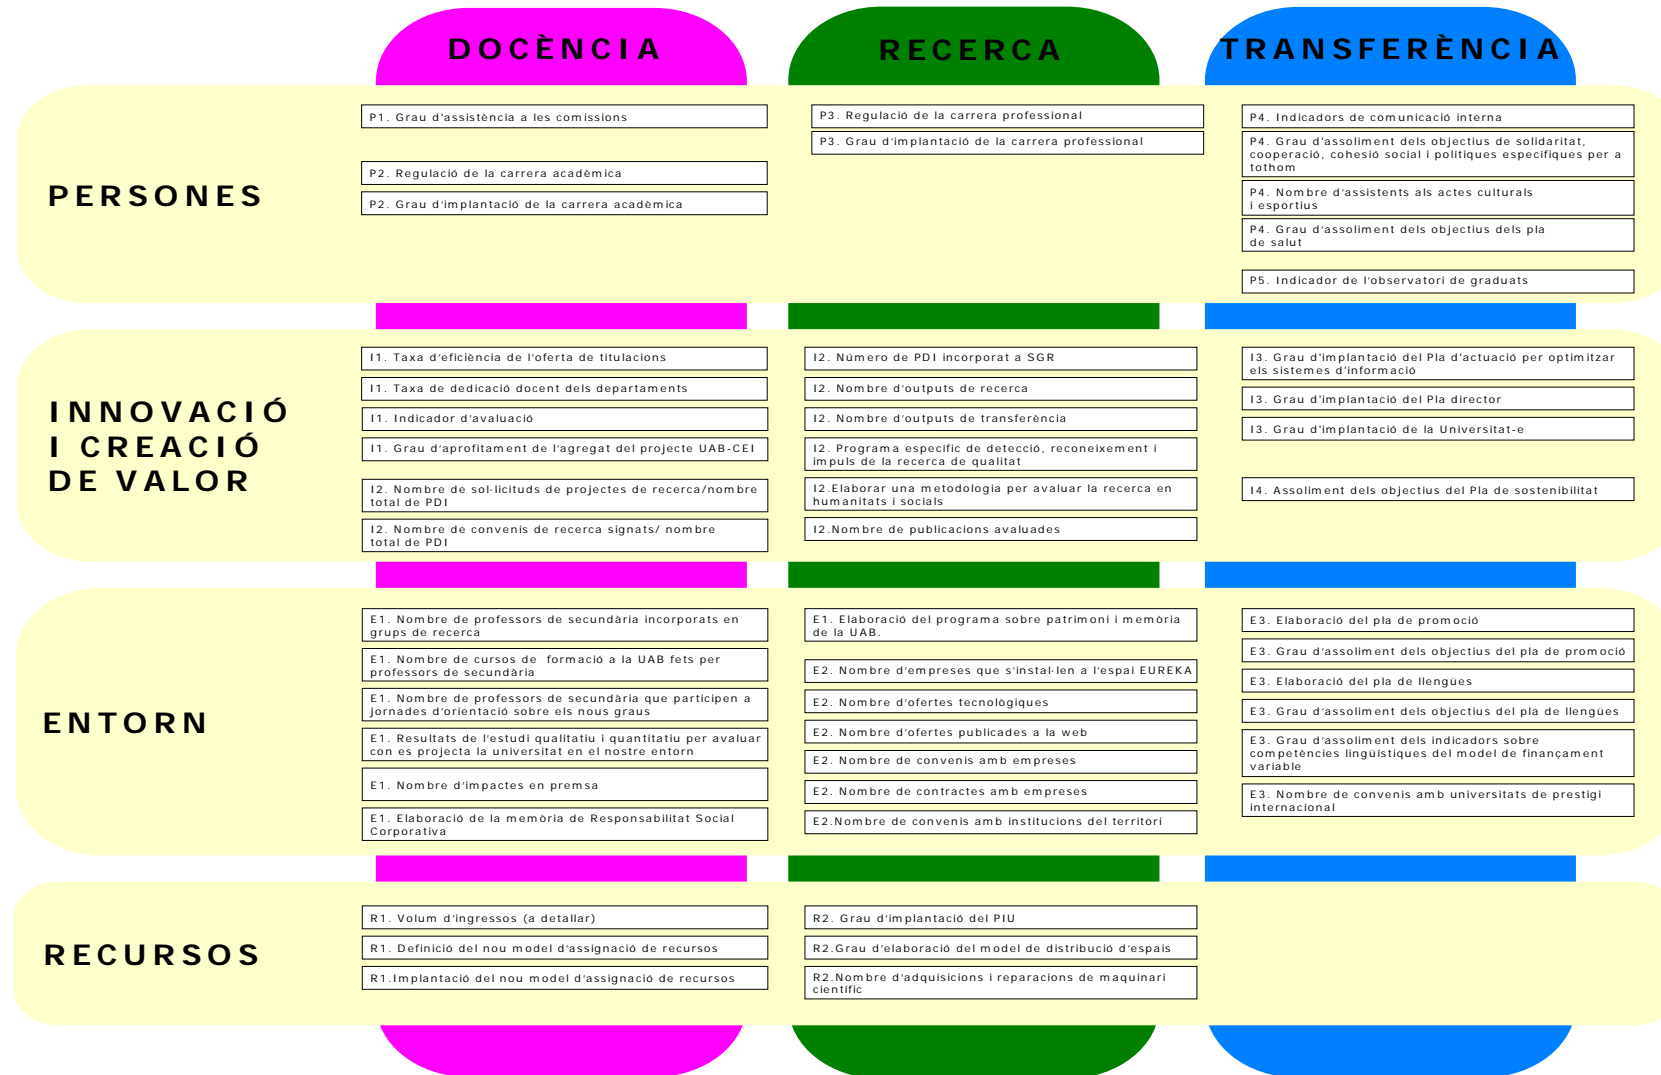 DOCÈNCIA
RECERCA
TRANSFERÈNCIA
PERSONES
P1. Grau d'assistència a les comissions
P2. Regulació de la carrera acadèmica
P2. Grau d'implantació de la carrera acadèmica
P3. Regulació de la carrera professional
P3. Grau d'implantació de la carrera professional
P4. Indicadors de comunicació interna
P4. Grau d'assoliment dels objectius de solidaritat,
cooperació, cohesió social i polítiques específiques per a
tothom
P4. Nombre d'assistents als actes culturals
i esportius
P4. Grau d'assoliment dels objectius dels pla
de salut
P5. Indicador de l'observatori de graduats
INNOVACIÓ
I CREACIÓ
DE VALOR
I1. Taxa d'eficiència de l'oferta de titulacions
I1. Taxa de dedicació docent dels departaments
I1. Indicador d'avaluació
I1. Grau d'aprofitament de l'agregat del projecte UAB-CEI
I2. Nombre de sol·licituds de projectes de recerca/nombre
total de PDI
I2. Nombre de convenis de recerca signats/ nombre
total de PDI
I2. Número de PDI incorporat a SGR
I2. Nombre d'outputs de recerca
I2. Nombre d'outputs de transferència
I2. Programa específic de detecció, reconeixement i
impuls de la recerca de qualitat
I2.Elaborar una metodologia per avaluar la recerca en
humanitats i socials
I2.Nombre de publicacions avaluades
I3. Grau d'implantació del Pla d'actuació per optimitzar
els sistemes d'informació
I3. Grau d'implantació del Pla director
I3. Grau d'implantació de la Universitat-e
I4. Assoliment dels objectius del Pla de sostenibilitat
ENTORN
E1. Nombre de professors de secundària incorporats en
grups de recerca
E1. Nombre de cursos de  formació a la UAB fets per
professors de secundària
E1. Nombre de professors de secundària que participen a
jornades d'orientació sobre els nous graus
E1. Resultats de l'estudi qualitatiu i quantitatiu per avaluar
con es projecta la universitat en el nostre entorn
E1. Nombre d'impactes en premsa
E1. Elaboració de la memòria de Responsabilitat Social
Corporativa
E1. Elaboració del programa sobre patrimoni i memòria
de la UAB.
E2. Nombre d'empreses que s'instal·len a l'espai EUREKA
E2. Nombre d'ofertes tecnològiques
E2. Nombre d'ofertes publicades a la web
E2. Nombre de convenis amb empreses
E2. Nombre de contractes amb empreses
E2.Nombre de convenis amb institucions del territori
E3. Elaboració del pla de promoció
E3. Grau d'assoliment dels objectius del pla de promoció
E3. Elaboració del pla de llengües
E3. Grau d'assoliment dels objectius del pla de llengües
E3. Grau d'assoliment dels indicadors sobre
competències lingüístiques del model de finançament
variable
E3. Nombre de convenis amb universitats de prestigi
internacional
RECURSOS
R1. Volum d'ingressos (a detallar)
R1. Definició del nou model d'assignació de recursos
R1.Implantació del nou model d'assignació de recursos
R2. Grau d'implantació del PIU
R2.Grau d'elaboració del model de distribució d'espais
R2.Nombre d'adquisicions i reparacions de maquinari
científic